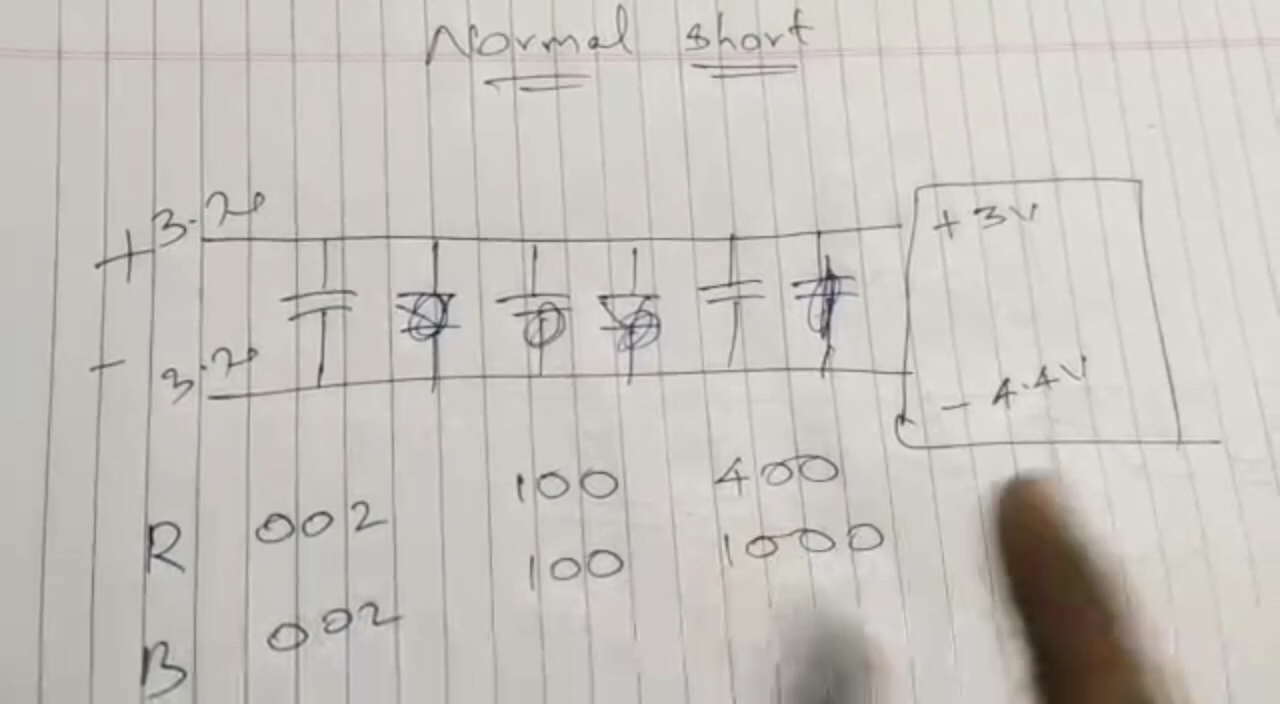 Normal short
+ 3.20
+ 3V
- 3.20
- 4.4V
100 400
R 002
100 1000
B 002